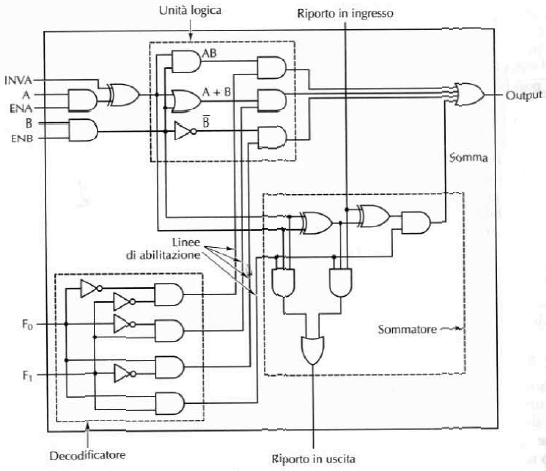 Unità logica
Riporto in ingresso
INVA
A
ENA
B
ENB
AB
A + B
B̅
Output
Somma
Linee
di abilitazione
F₀
F₁
Sommatore
Decodificatore
Riporto in uscita